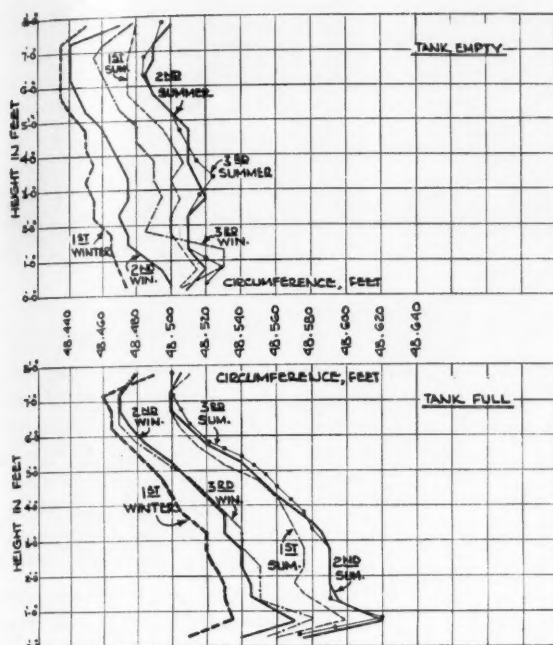 TANK EMPTY
1ST
SUM.
2ND
SUMMER
3RD
SUMMER
3RD
WIN.
1ST
WINTER
2ND
WIN.
HEIGHT IN FEET
CIRCUMFERENCE, FEET
48.440
48.460
48.480
48.500
48.520
48.540
48.560
48.580
48.600
48.620
48.640
CIRCUMFERENCE, FEET
TANK FULL
2ND
WIN.
3RD
SUM.
1ST
WINTER
3RD
WIN.
1ST
SUM.
2ND
SUM.
HEIGHT IN FEET